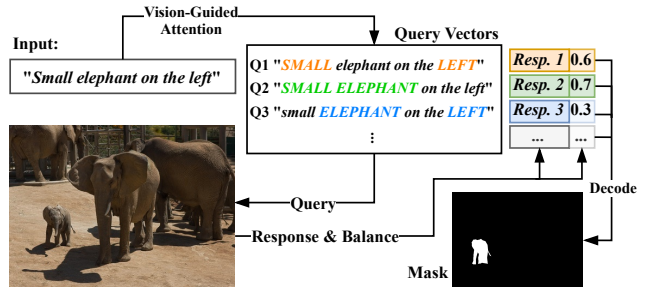 Vision-Guided
Attention
Input:
"Small elephant on the left"
Query Vectors
Q1 "SMALL elephant on the LEFT"
Q2 "SMALL ELEPHANT on the left"
Q3 "small ELEPHANT on the LEFT"
...
Resp. 1 0.6
Resp. 2 0.7
Resp. 3 0.3
... ...
Query
Response & Balance
Decode
Mask